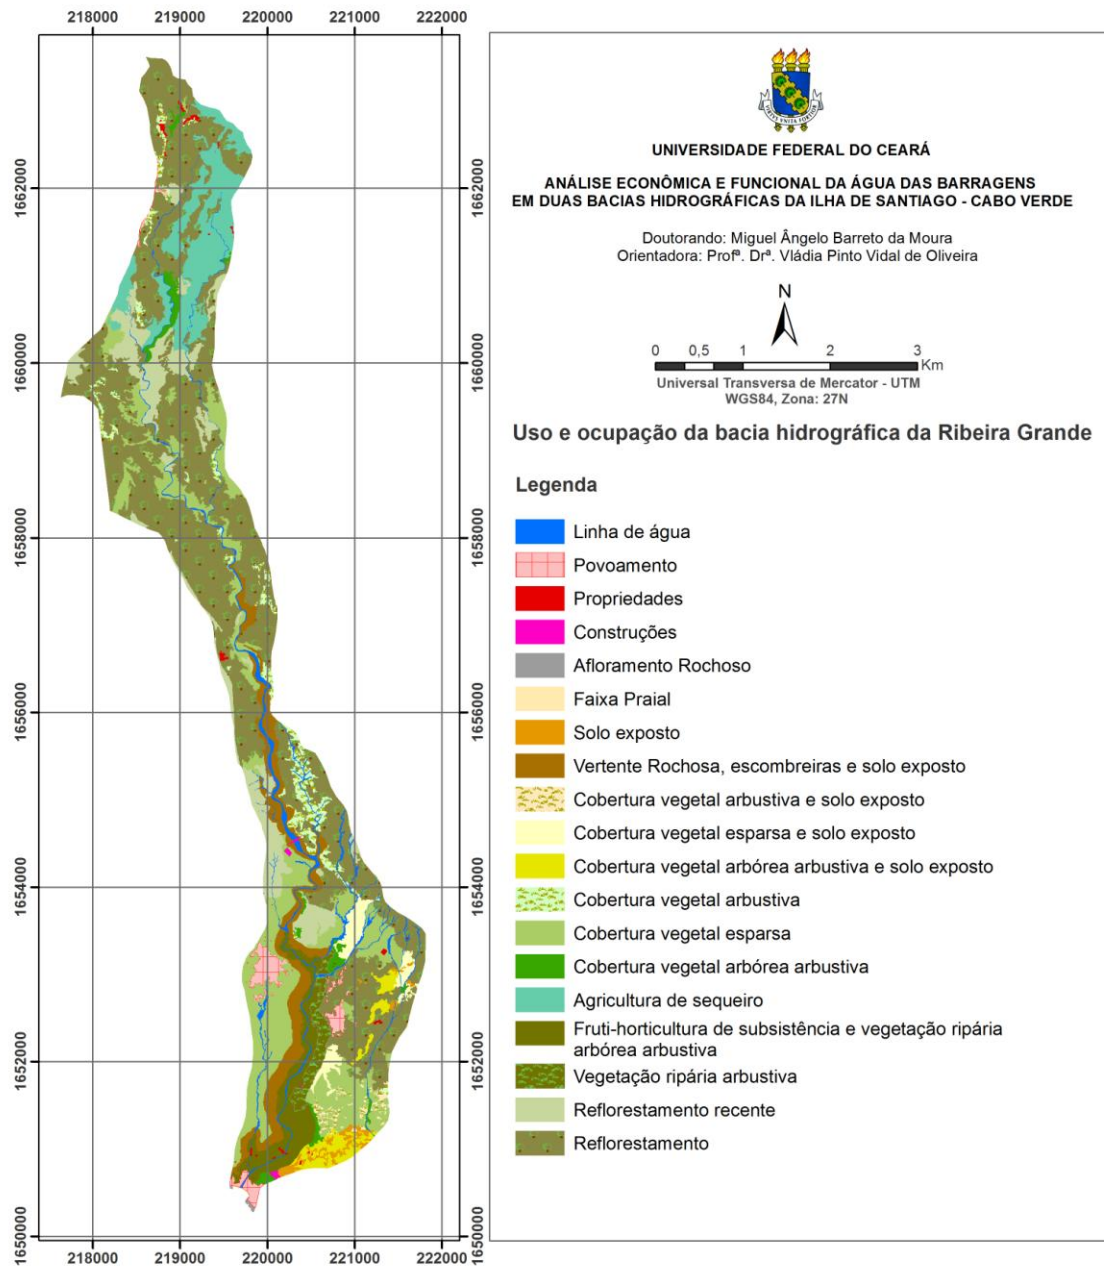 218000 219000 220000 221000 222000
1662000
1660000
1658000
1656000
1654000
1652000
1650000
218000 219000 220000 221000 222000
1662000
1660000
1658000
1656000
1654000
1652000
1650000
UNIVERSIDADE FEDERAL DO CEARÁ
ANÁLISE ECONÔMICA E FUNCIONAL DA ÁGUA DAS BARRAGENS
EM DUAS BACIAS HIDROGRÁFICAS DA ILHA DE SANTIAGO - CABO VERDE
Doutorando: Miguel Ângelo Barreto da Moura
Orientadora: Profª. Drª. Vládia Pinto Vidal de Oliveira
N
0 0,5 1 2 3
Km
Universal Transversa de Mercator - UTM
WGS84, Zona: 27N
Uso e ocupação da bacia hidrográfica da Ribeira Grande
Legenda
Linha de água
Povoamento
Propriedades
Construções
Afloramento Rochoso
Faixa Praial
Solo exposto
Vertente Rochosa, escombreiras e solo exposto
Cobertura vegetal arbustiva e solo exposto
Cobertura vegetal esparsa e solo exposto
Cobertura vegetal arbórea arbustiva e solo exposto
Cobertura vegetal arbustiva
Cobertura vegetal esparsa
Cobertura vegetal arbórea arbustiva
Agricultura de sequeiro
Fruti-horticultura de subsistência e vegetação ripária
arbórea arbustiva
Vegetação ripária arbustiva
Reflorestamento recente
Reflorestamento